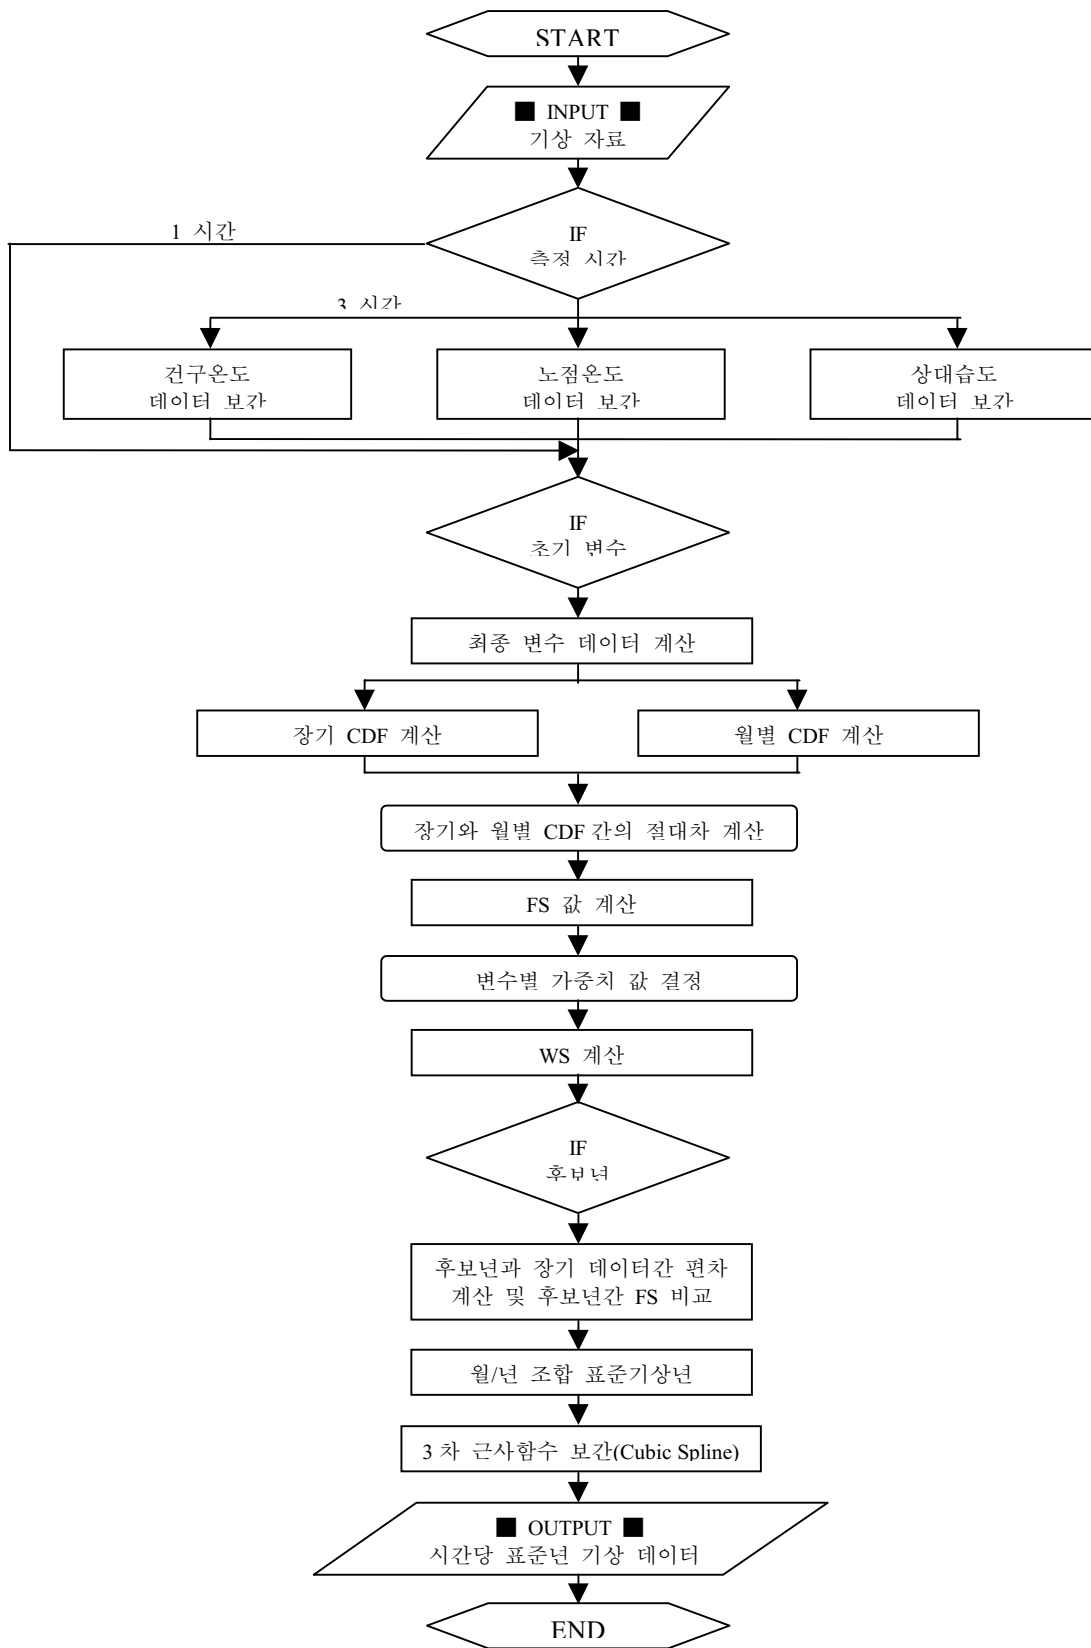 START
■ INPUT ■
기상 자료
1 시간
IF
측정 시간
3 시간
건구온도
데이터 보간
노점온도
데이터 보간
상대습도
데이터 보간
IF
초기 변수
최종 변수 데이터 계산
장기 CDF 계산
월별 CDF 계산
장기와 월별 CDF간의 절대차 계산
FS 값 계산
변수별 가중치 값 결정
WS 계산
IF
후보년
후보년과 장기 데이터간 편차
계산 및 후보년간 FS 비교
월/년 조합 표준기상년
3차 근사함수 보간(Cubic Spline)
■ OUTPUT ■
시간당 표준년 기상 데이터
END